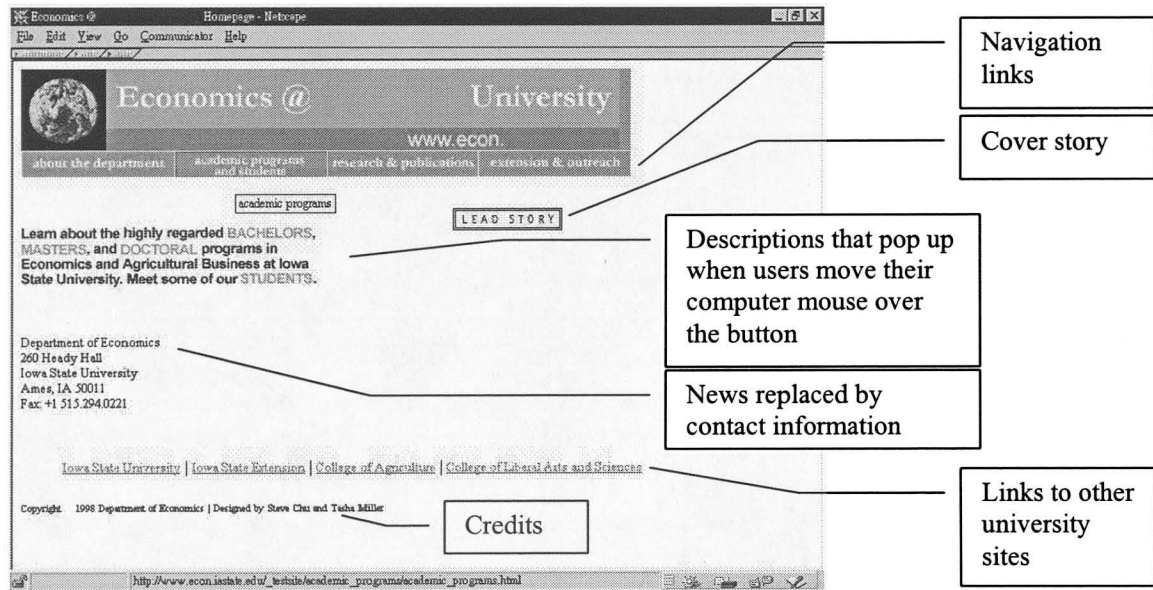 Economics @ Homepage - Netscape
File Edit View Go Communicator Help
Economics @ University
www.econ.
about the department
academic programs
and students
research & publications
extension & outreach
academic programs
LEAD STORY
Learn about the highly regarded BACHELORS,
MASTERS, and DOCTORAL programs in
Economics and Agricultural Business at Iowa
State University. Meet some of our STUDENTS.
Department of Economics
260 Heady Hall
Iowa State University
Ames, IA 50011
Fax: +1 515.294.0221
Iowa State University | Iowa State Extension | College of Agriculture | College of Liberal Arts and Sciences
Copyright 1998 Department of Economics | Designed by Steve Chu and Tasha Miller
http://www.econ.iastate.edu/_testsite/academic_programs/academic_programs.html
Navigation
links
Cover story
Descriptions that pop up
when users move their
computer mouse over
the button
News replaced by
contact information
Links to other
university
sites
Credits